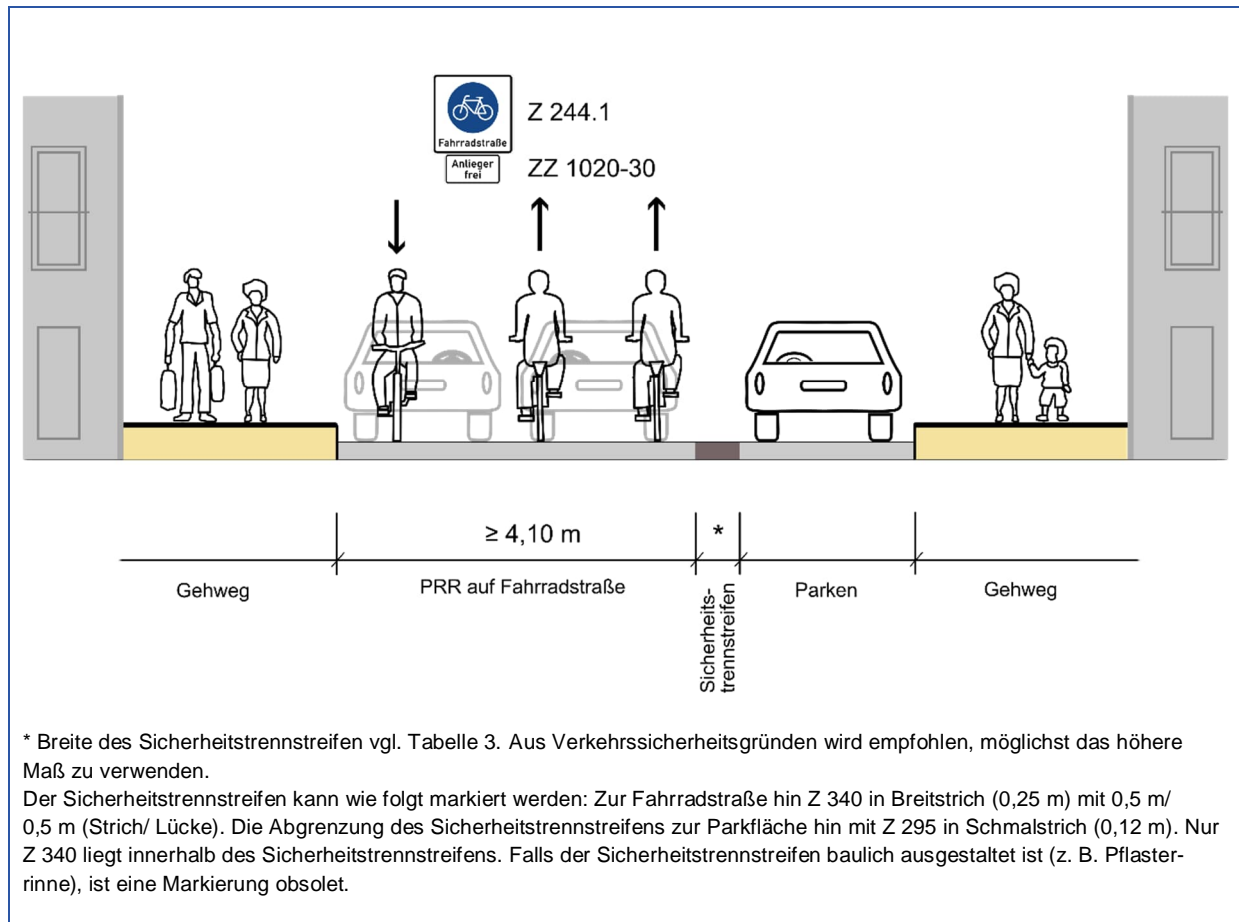 Z 244.1
Fahrradstraße
Anlieger
frei
ZZ 1020-30
≥ 4,10 m
*
Gehweg
PRR auf Fahrradstraße
Sicherheits-
trennstreifen
Parken
Gehweg
* Breite des Sicherheitstrennstreifen vgl. Tabelle 3. Aus Verkehrssicherheitsgründen wird empfohlen, möglichst das höhere
Maß zu verwenden.
Der Sicherheitstrennstreifen kann wie folgt markiert werden: Zur Fahrradstraße hin Z 340 in Breitstrich (0,25 m) mit 0,5 m/
0,5 m (Strich/ Lücke). Die Abgrenzung des Sicherheitstrennstreifens zur Parkfläche hin mit Z 295 in Schmalstrich (0,12 m). Nur
Z 340 liegt innerhalb des Sicherheitstrennstreifens. Falls der Sicherheitstrennstreifen baulich ausgestaltet ist (z. B. Pflaster-
rinne), ist eine Markierung obsolet.